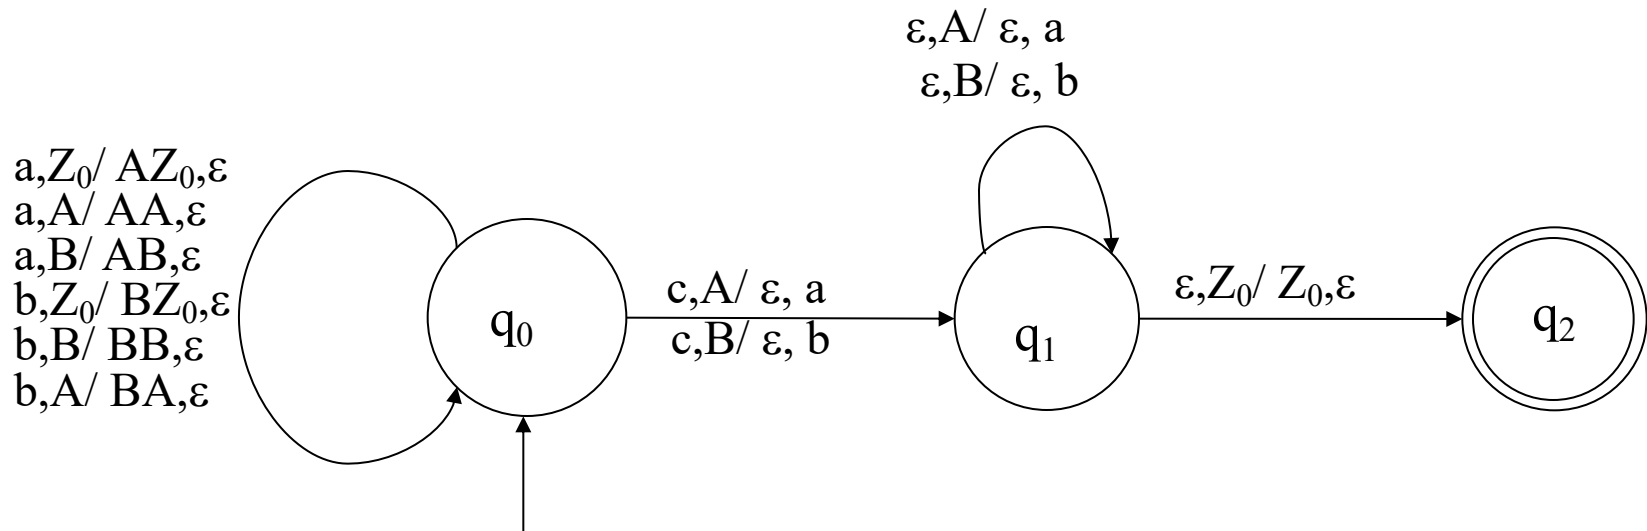 ε,A/ ε, a
ε,B/ ε, b
a,Z₀/ AZ₀,ε
a,A/ AA,ε
a,B/ AB,ε
b,Z₀/ BZ₀,ε
b,B/ BB,ε
b,A/ BA,ε
q₀
c,A/ ε, a
c,B/ ε, b
q₁
ε,Z₀/ Z₀,ε
q₂